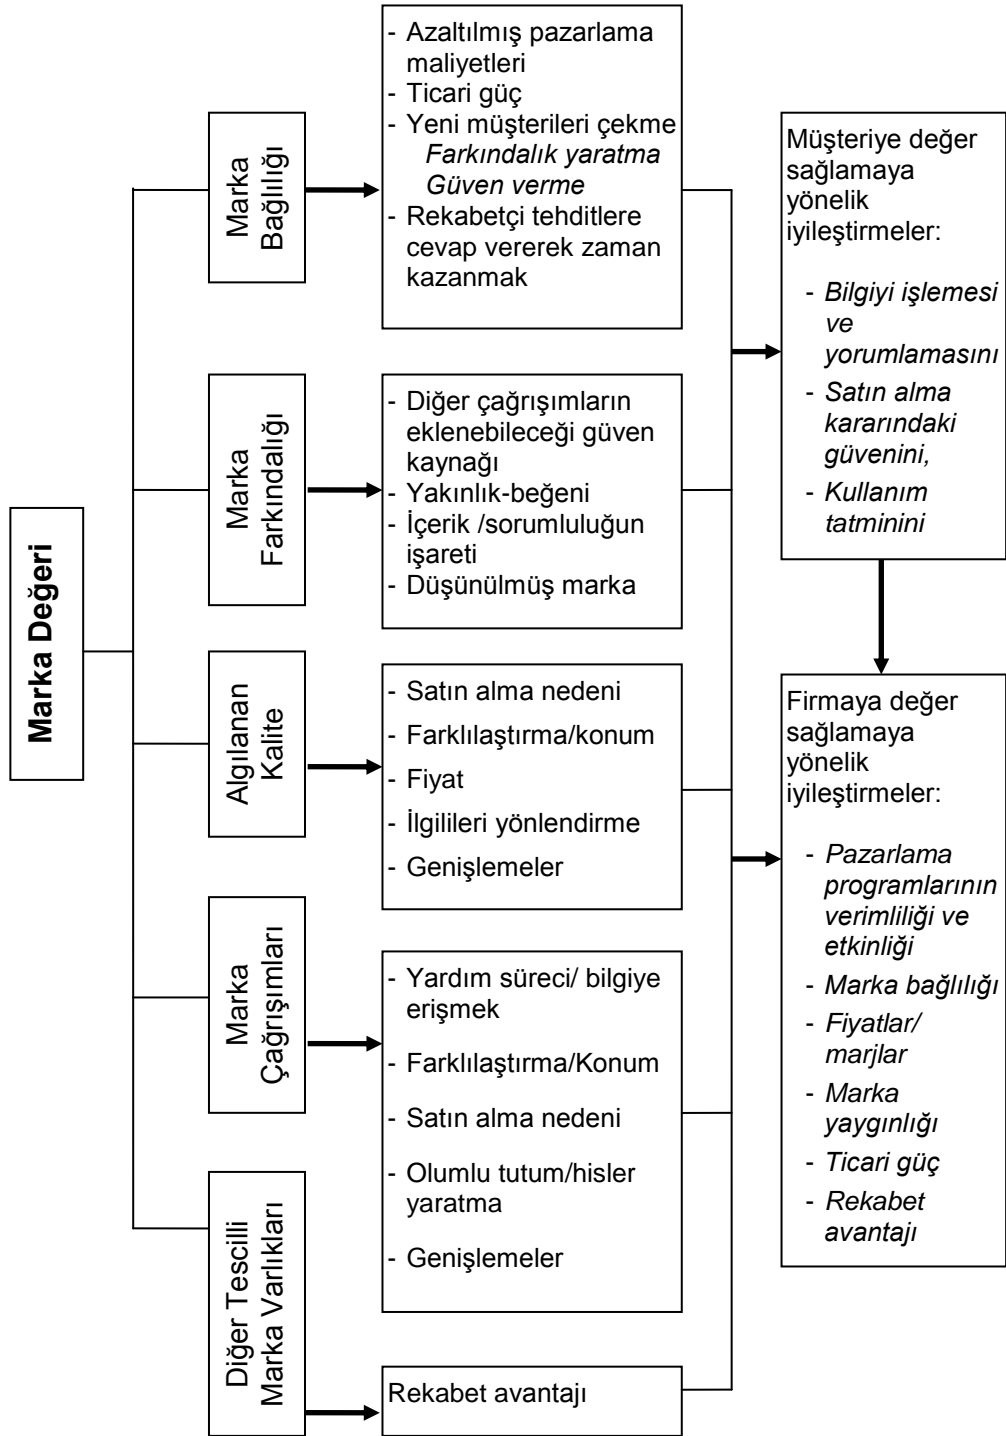 Marka Değeri
Marka
Bağlılığı
- Azaltılmış pazarlama
maliyetleri
- Ticari güç
- Yeni müşterileri çekme
Farkındalık yaratma
Güven verme
- Rekabetçi tehditlere
cevap vererek zaman
kazanmak
Marka
Farkındalığı
- Diğer çağrışımların
eklenebileceği güven
kaynağı
- Yakınlık-beğeni
- İçerik /sorumluluğun
işareti
- Düşünülmüş marka
Algılanan
Kalite
- Satın alma nedeni
- Farklılaştırma/konum
- Fiyat
- İlgilileri yönlendirme
- Genişlemeler
Marka
Çağrışımları
- Yardım süreci/ bilgiye
erişmek
- Farklılaştırma/Konum
- Satın alma nedeni
- Olumlu tutum/hisler
yaratma
- Genişlemeler
Diğer Tescilli
Marka Varlıkları
Rekabet avantajı
Müşteriye değer
sağlamaya
yönelik
iyileştirmeler:
- Bilgiyi işlemesi
ve
yorumlamasını
- Satın alma
kararındaki
güvenini,
- Kullanım
tatminini
Firmaya değer
sağlamaya
yönelik
iyileştirmeler:
- Pazarlama
programlarının
verimliliği ve
etkinliği
- Marka bağlılığı
- Fiyatlar/
marjlar
- Marka
yaygınlığı
- Ticari güç
- Rekabet
avantajı